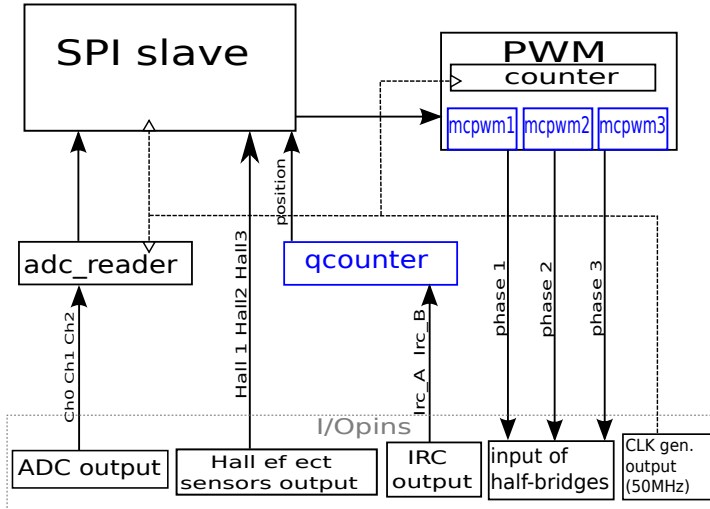 SPI slave
PWM
counter
mcpwm1 mcpwm2 mcpwm3
position
adc_reader
qcounter
Ch0 Ch1 Ch2
Hall 1 Hall2 Hall3
Irc_A Irc_B
phase 1
phase 2
phase 3
I/Opins
ADC output
Hall ef ect
sensors output
IRC
output
input of
half-bridges
CLK gen.
output
(50MHz)